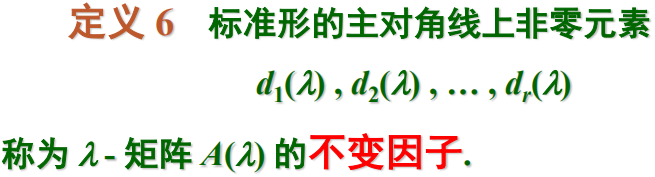 定义 6 标准形的主对角线上非零元素
d₁(λ) , d₂(λ) , … , dᵣ(λ)
称为 λ - 矩阵 A(λ) 的不变因子.